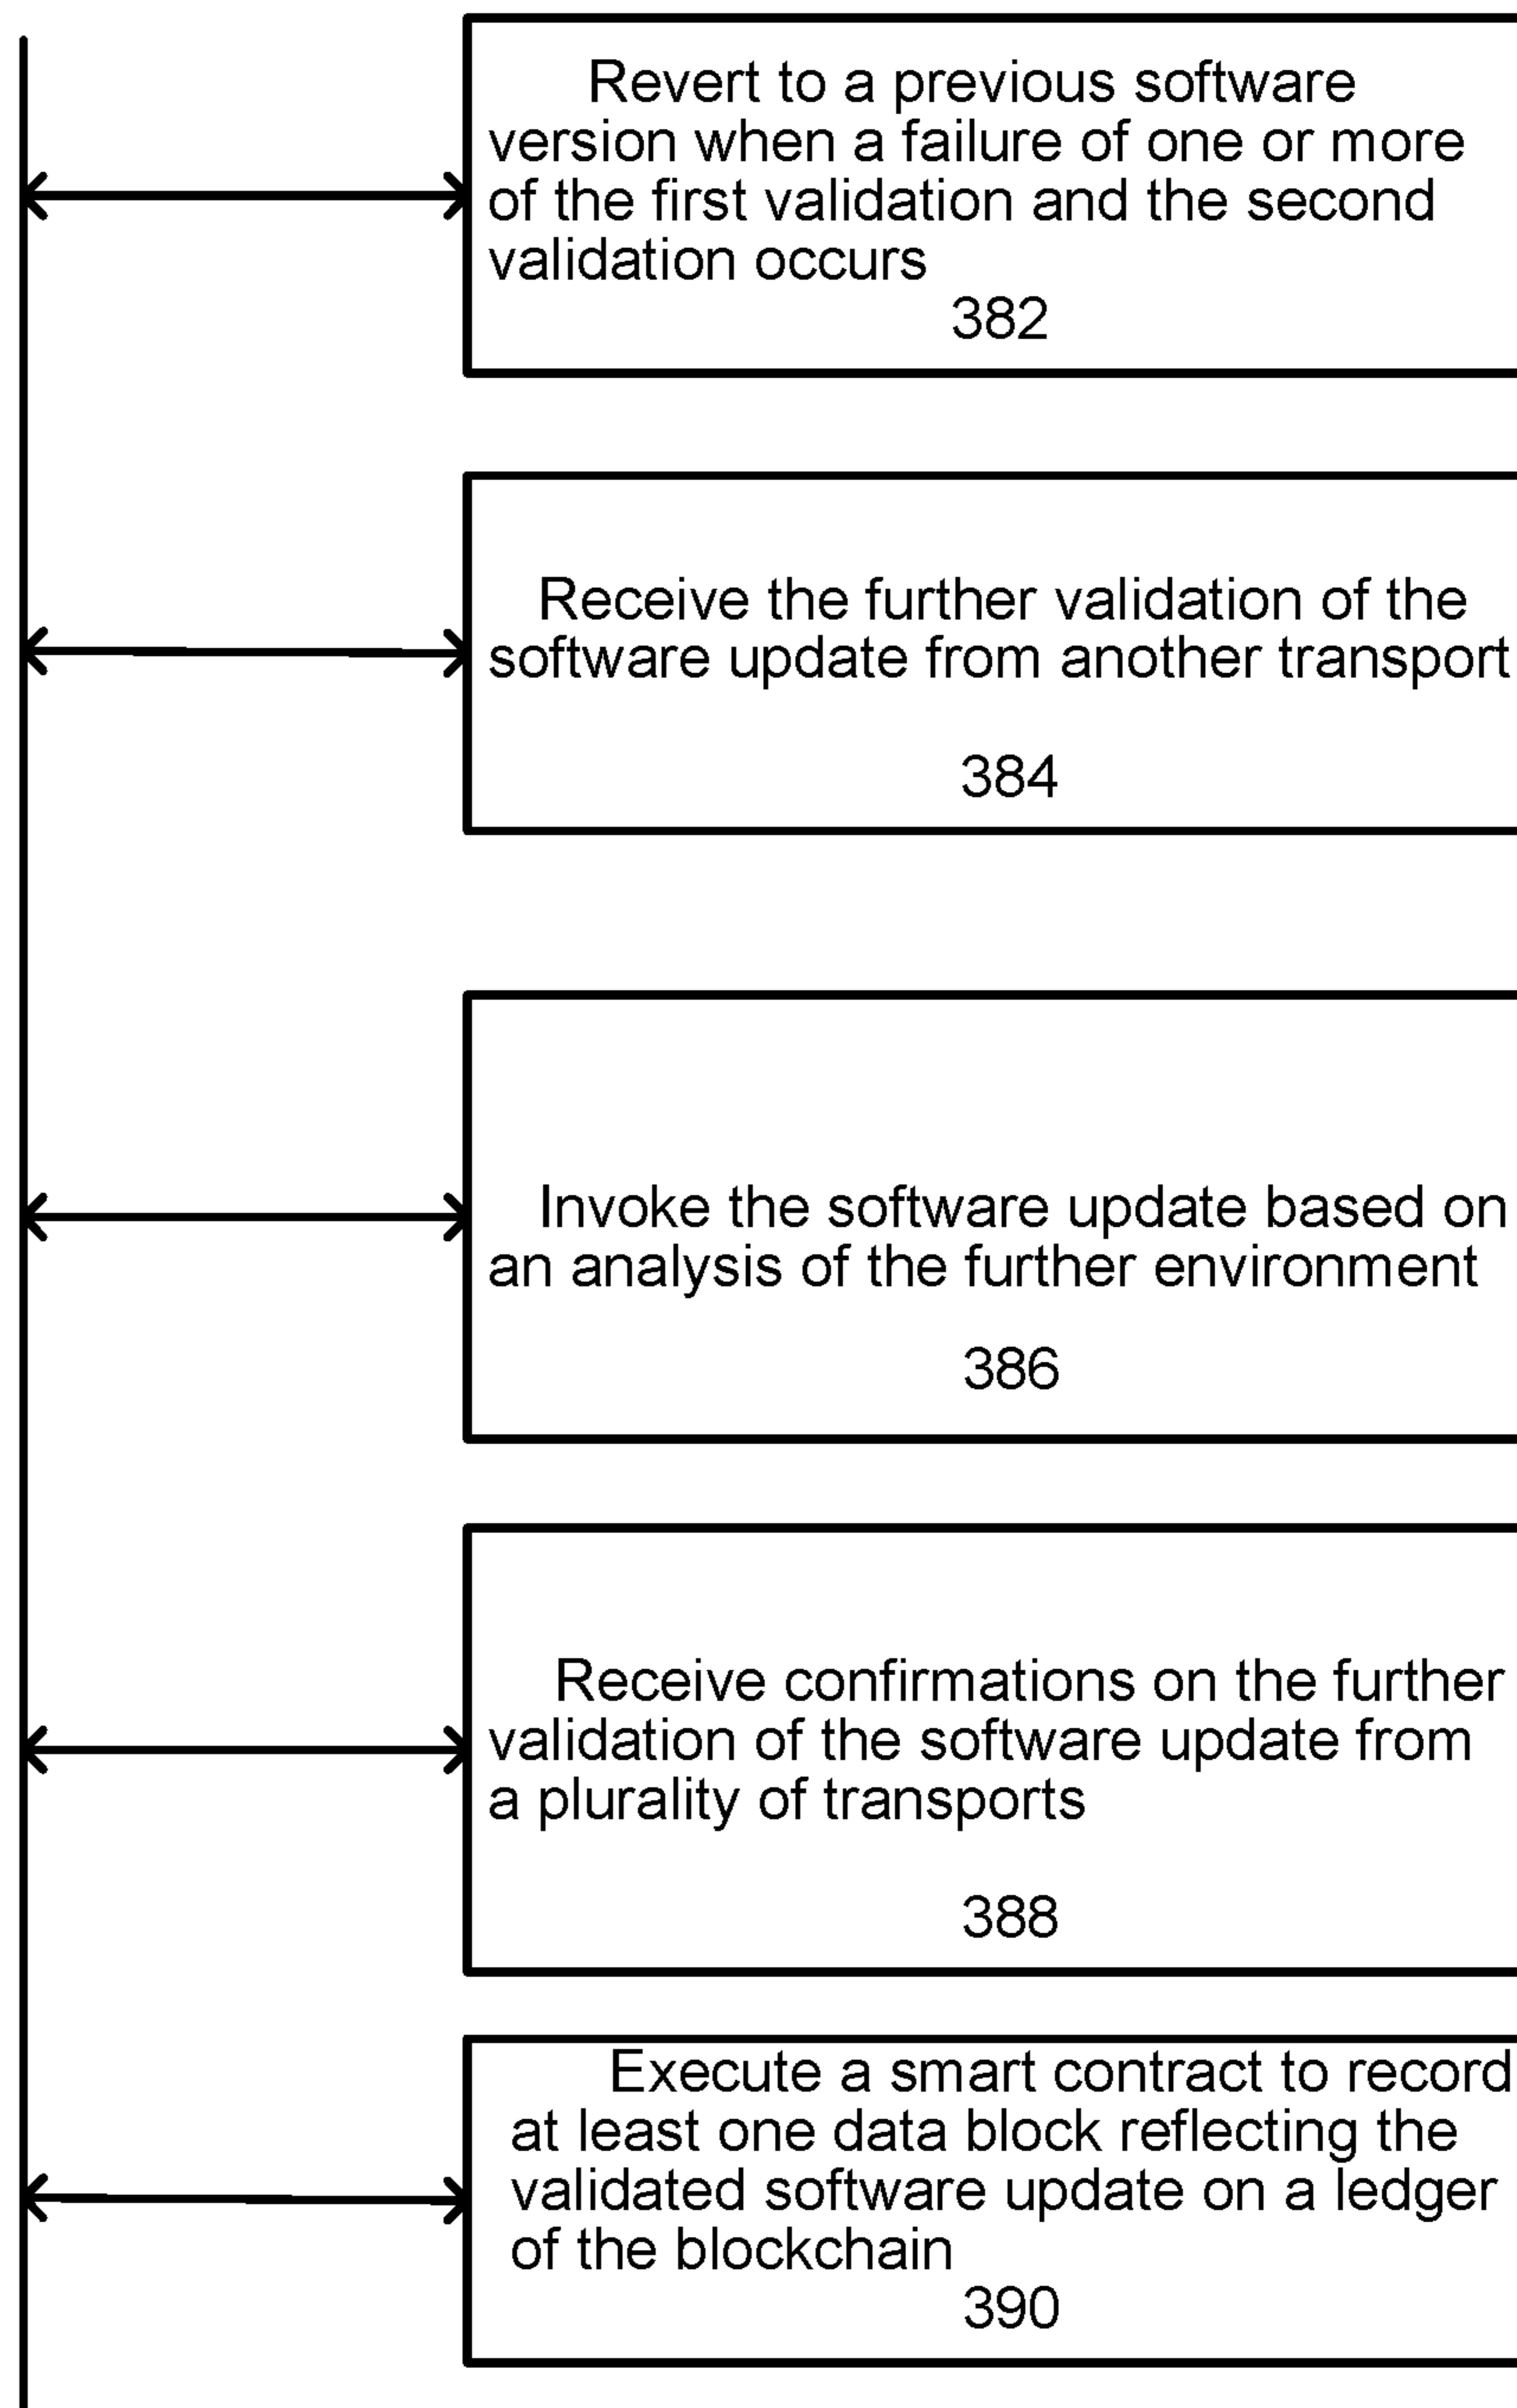 Revert to a previous software
version when a failure of one or more
of the first validation and the second
validation occurs
382
Receive the further validation of the
software update from another transport
384
Invoke the software update based on
an analysis of the further environment
386
Receive confirmations on the further
validation of the software update from
a plurality of transports
388
Execute a smart contract to record
at least one data block reflecting the
validated software update on a ledger
of the blockchain
390